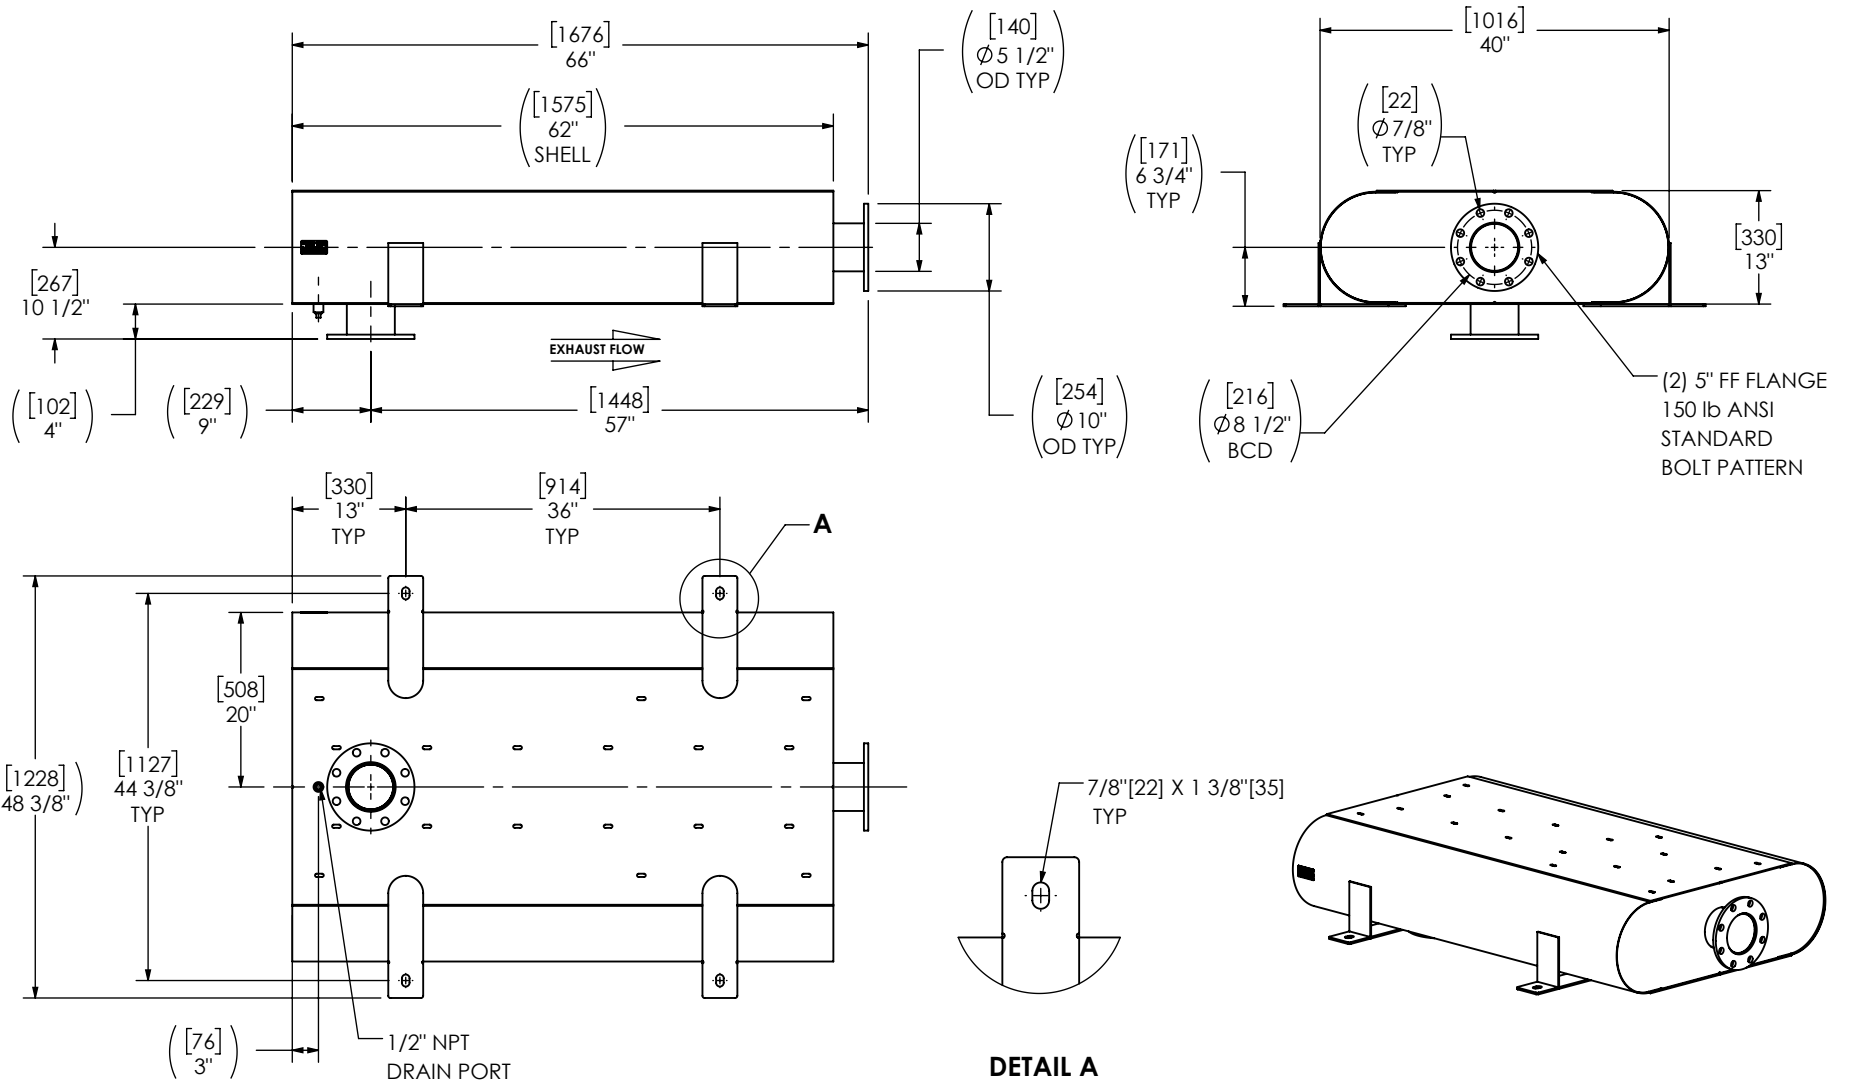 [1676]
66"
[1575]
62"
SHELL
[140]
Ø5 1/2"
OD TYP
[267]
10 1/2"
[102]
4"
[229]
9"
EXHAUST FLOW
[1448]
57"
[254]
Ø10"
OD TYP
[1016]
40"
[22]
Ø7/8"
TYP
[171]
6 3/4"
TYP
[330]
13"
[216]
Ø8 1/2"
BCD
(2) 5" FF FLANGE
150 lb ANSI
STANDARD
BOLT PATTERN
[330]
13"
TYP
[914]
36"
TYP
A
[508]
20"
[1228]
48 3/8"
[1127]
44 3/8"
TYP
[76]
3"
1/2" NPT
DRAIN PORT
7/8"[22] X 1 3/8"[35]
TYP
DETAIL A